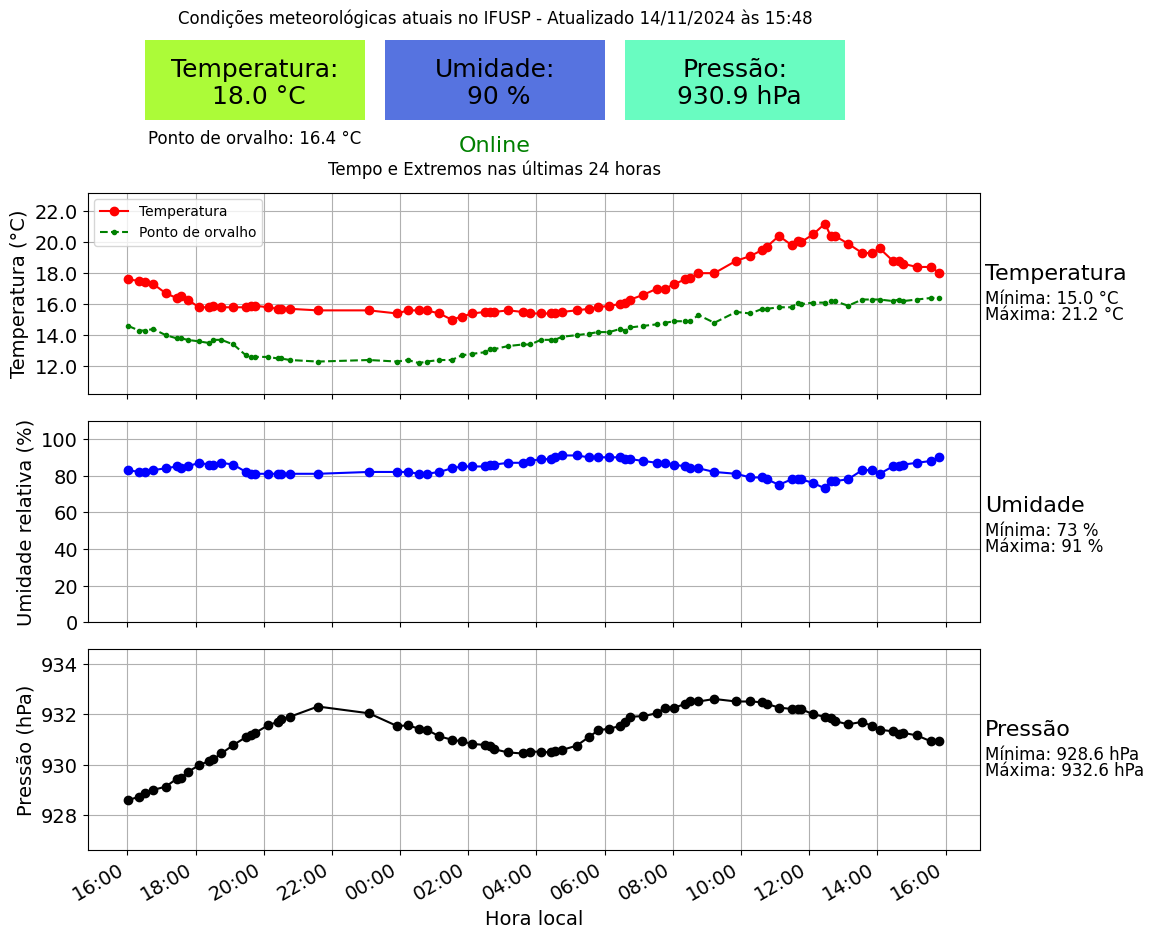 Condições meteorológicas atuais no IFUSP - Atualizado 14/11/2024 às 15:48
Temperatura:
18.0 °C
Umidade:
90 %
Pressão:
930.9 hPa
Ponto de orvalho: 16.4 °C
Online
Tempo e Extremos nas últimas 24 horas
Temperatura (°C)
22.0
20.0
18.0
16.0
14.0
12.0
Temperatura
Ponto de orvalho
Temperatura
Mínima: 15.0 °C
Máxima: 21.2 °C
Umidade relativa (%)
100
80
60
40
20
0
Umidade
Mínima: 73 %
Máxima: 91 %
Pressão (hPa)
934
932
930
928
Pressão
Mínima: 928.6 hPa
Máxima: 932.6 hPa
16:00 18:00 20:00 22:00 00:00 02:00 04:00 06:00 08:00 10:00 12:00 14:00 16:00
Hora local